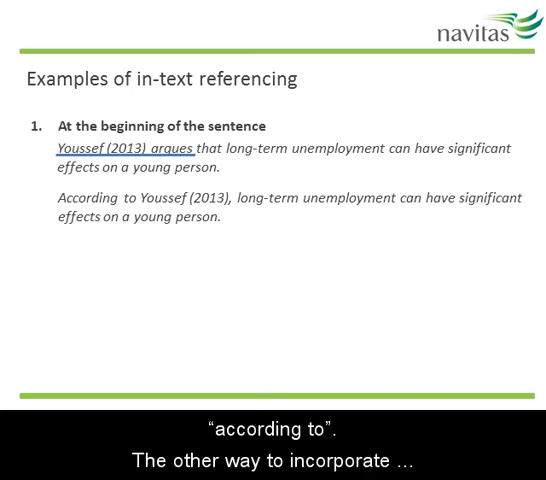 navitas
Examples of in-text referencing
1. At the beginning of the sentence
Youssef (2013) argues that long-term unemployment can have significant
effects on a young person.
According to Youssef (2013), long-term unemployment can have significant
effects on a young person.
“according to”.
The other way to incorporate ...